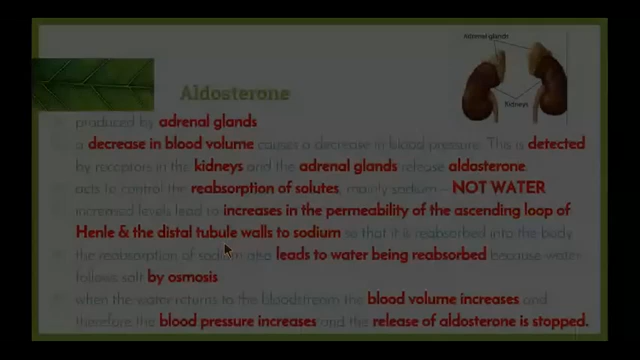 adrenal glands
Kidneys
Aldosterone
produced by adrenal glands
a decrease in blood volume causes a decrease in blood pressure. This is detected
by receptors in the kidneys and the adrenal glands release aldosterone
acts to control the reabsorption of solutes, mainly sodium – NOT WATER
increased levels lead to increases in the permeability of the ascending loop of
Henle & the distal tubule walls to sodium so that it is reabsorbed into the body
the reabsorption of sodium also leads to water being reabsorbed because water
follows salt by osmosis
when the water returns to the bloodstream the blood volume increases and
therefore the blood pressure increases and the release of aldosterone is stopped.